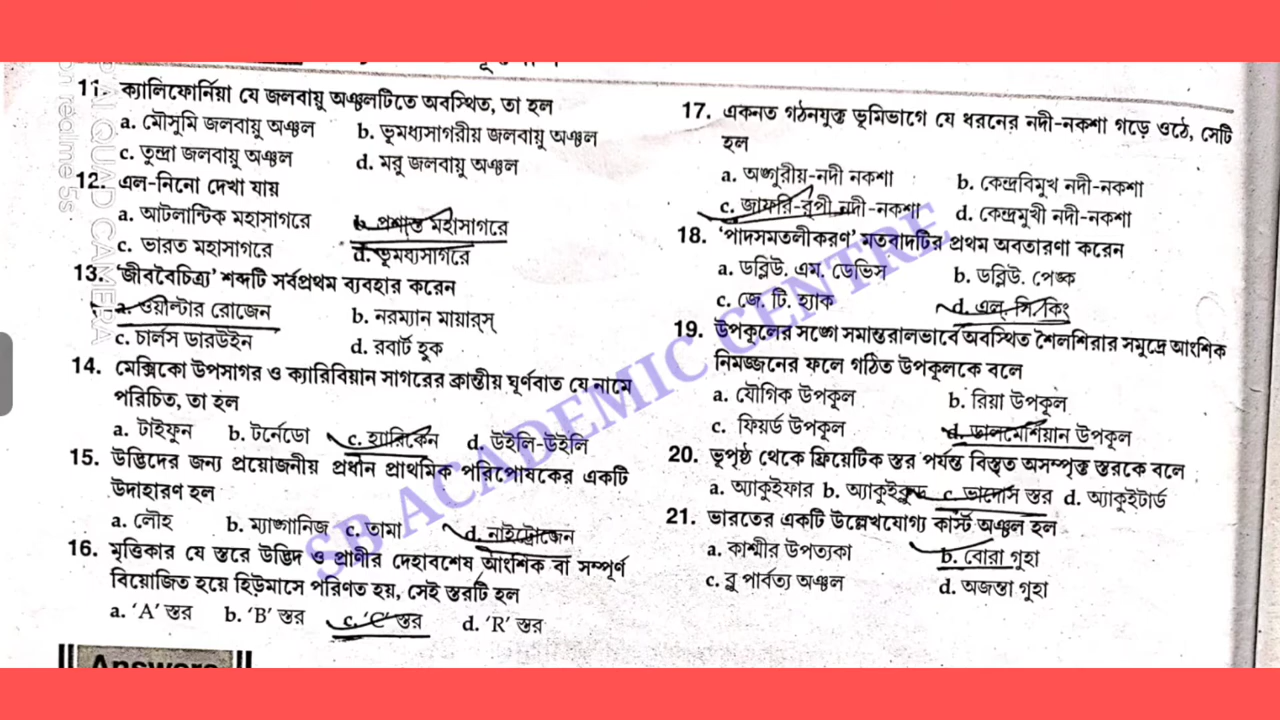 11. ক্যালিফোর্নিয়া যে জলবায়ু অঞ্চলটিতে অবস্থিত, তা হল
a. মৌসুমি জলবায়ু অঞ্চল b. ভূমধ্যসাগরীয় জলবায়ু অঞ্চল
c. তুন্দ্রা জলবায়ু অঞ্চল d. মরু জলবায়ু অঞ্চল
12. এল-নিনো দেখা যায়
a. আটলান্টিক মহাসাগরে b. প্রশান্ত মহাসাগরে
c. ভারত মহাসাগরে d. ভূমধ্যসাগরে
13. 'জীববৈচিত্র্য' শব্দটি সর্বপ্রথম ব্যবহার করেন
a. ওয়াল্টার রোজেন b. নরম্যান মায়ার্‌স্
c. চার্লস ডারউইন d. রবার্ট হুক
14. মেক্সিকো উপসাগর ও ক্যারিবিয়ান সাগরের ক্রান্তীয় ঘূর্ণবাত যে নামে
পরিচিত, তা হল
a. টাইফুন b. টর্নেডো c. হ্যারিকেন d. উইলি-উইলি
15. উদ্ভিদের জন্য প্রয়োজনীয় প্রধান প্রাথমিক পরিপোষকের একটি
উদাহরণ হল
a. লৌহ b. ম্যাঙ্গানিজ c. তামা d. নাইট্রোজেন
16. মৃত্তিকার যে স্তরে উদ্ভিদ ও প্রাণীর দেহাবশেষ আংশিক বা সম্পূর্ণ
বিয়োজিত হয়ে হিউমাসে পরিণত হয়, সেই স্তরটি হল
a. 'A' স্তর b. 'B' স্তর c. 'C' স্তর d. 'R' স্তর
Answers
17. একনত গঠনযুক্ত ভূমিভাগে যে ধরনের নদী-নকশা গড়ে ওঠে, সেটি
হল
a. অঙ্গুরীয়-নদী নকশা b. কেন্দ্রবিমুখ নদী-নকশা
c. জাফরি-রূপী নদী-নকশা d. কেন্দ্রমুখী নদী-নকশা
18. 'পাদসমতলীকরণ' মতবাদটির প্রথম অবতারণা করেন
a. ডব্লিউ. এম. ডেভিস b. ডব্লিউ. পেঙ্ক
c. জে. টি. হ্যাক d. এল. সি. কিং
19. উপকূলের সঙ্গে সমান্তরালভাবে অবস্থিত শৈলশিরার সমুদ্রে আংশিক
নিমজ্জনের ফলে গঠিত উপকূলকে বলে
a. যৌগিক উপকূল b. রিয়া উপকূল
c. ফিয়র্ড উপকূল d. ডালমেশিয়ান উপকূল
20. ভূপৃষ্ঠ থেকে ফ্রিয়েটিক স্তর পর্যন্ত বিস্তৃত অসম্পৃক্ত স্তরকে বলে
a. অ্যাকুইফার b. অ্যাকুইক্লুড c. ভাদোস স্তর d. অ্যাকুইটার্ড
21. ভারতের একটি উল্লেখযোগ্য কার্স্ট অঞ্চল হল
a. কাশ্মীর উপত্যকা b. বোরা গুহা
c. ব্লু পার্বত্য অঞ্চল d. অজন্তা গুহা
SB ACADEMIC CENTRE
AI QUAD CAMERA
on realme 5s